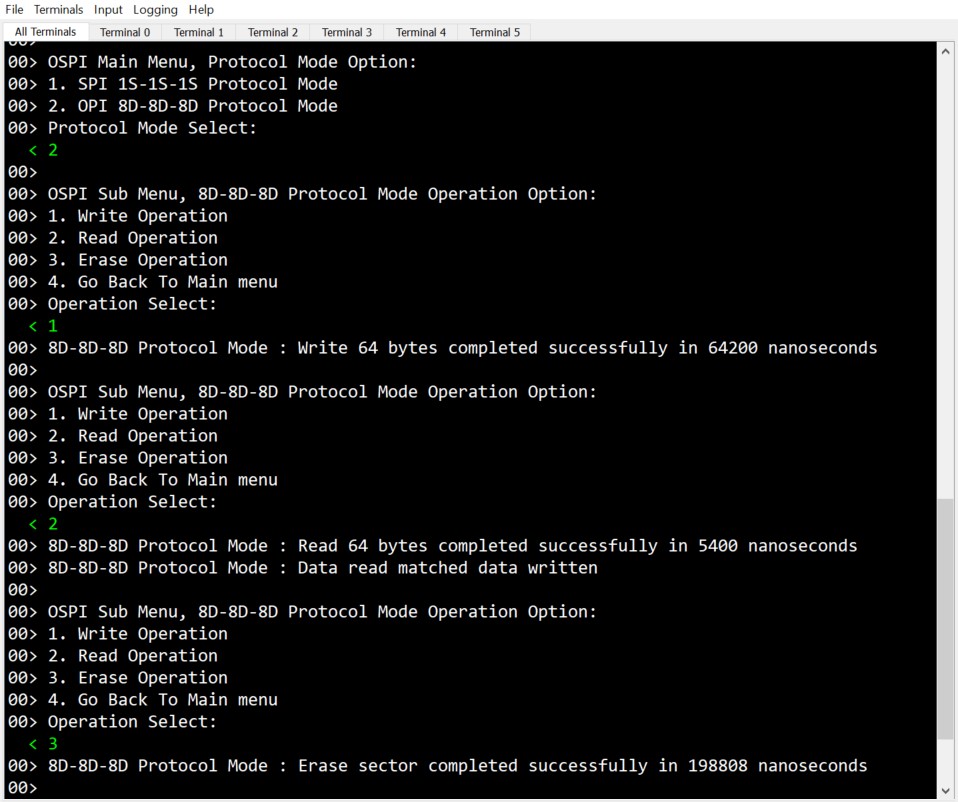 File Terminals Input Logging Help
All Terminals Terminal 0 Terminal 1 Terminal 2 Terminal 3 Terminal 4 Terminal 5
00>
00> OSPI Main Menu, Protocol Mode Option:
00> 1. SPI 1S-1S-1S Protocol Mode
00> 2. OPI 8D-8D-8D Protocol Mode
00> Protocol Mode Select:
< 2
00>
00> OSPI Sub Menu, 8D-8D-8D Protocol Mode Operation Option:
00> 1. Write Operation
00> 2. Read Operation
00> 3. Erase Operation
00> 4. Go Back To Main menu
00> Operation Select:
< 1
00> 8D-8D-8D Protocol Mode : Write 64 bytes completed successfully in 64200 nanoseconds
00>
00> OSPI Sub Menu, 8D-8D-8D Protocol Mode Operation Option:
00> 1. Write Operation
00> 2. Read Operation
00> 3. Erase Operation
00> 4. Go Back To Main menu
00> Operation Select:
< 2
00> 8D-8D-8D Protocol Mode : Read 64 bytes completed successfully in 5400 nanoseconds
00> 8D-8D-8D Protocol Mode : Data read matched data written
00>
00> OSPI Sub Menu, 8D-8D-8D Protocol Mode Operation Option:
00> 1. Write Operation
00> 2. Read Operation
00> 3. Erase Operation
00> 4. Go Back To Main menu
00> Operation Select:
< 3
00> 8D-8D-8D Protocol Mode : Erase sector completed successfully in 198808 nanoseconds
00>